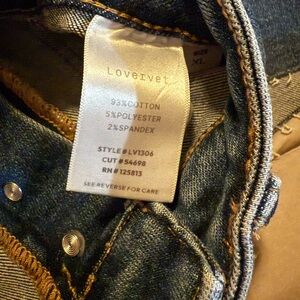 Lovervet
93%COTTON
5%POLYESTER
2%SPANDEX
STYLE# LV1306
CUT #54698
RN #125813
SEE REVERSE FOR CARE